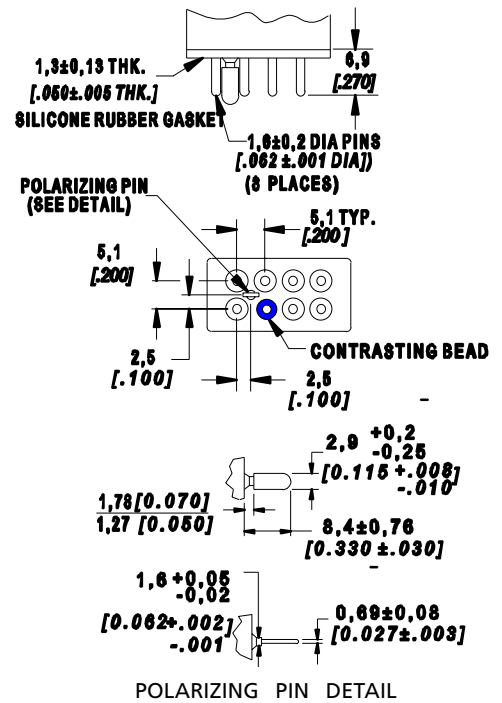 1,3±0,13 THK.
[.050±.005 THK.]
SILICONE RUBBER GASKET
6,9
[.270]
1,6±0,2 DIA PINS
[.062 ±.001 DIA])
(8 PLACES)
POLARIZING PIN
(SEE DETAIL)
5,1 TYP.
[.200 ]
5,1
[.200]
CONTRASTING BEAD
2,5
[.100]
2,5
[.100]
2,9 +0,2
-0,25
[0.115 +.008]
-.010
1,78 [0.070]
1,27 [0.050]
8,4±0,76
[0.330 ±.030]
1,6 +0,05
-0,02
[0.062+.002]
-.001
0,69±0,08
[0.027±.003]
POLARIZING PIN DETAIL